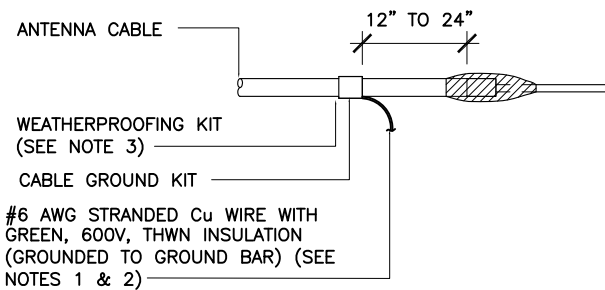 ANTENNA CABLE
12” TO 24”
WEATHERPROOFING KIT
(SEE NOTE 3)
CABLE GROUND KIT
#6 AWG STRANDED Cu WIRE WITH
GREEN, 600V, THWN INSULATION
(GROUNDED TO GROUND BAR) (SEE
NOTES 1 & 2)